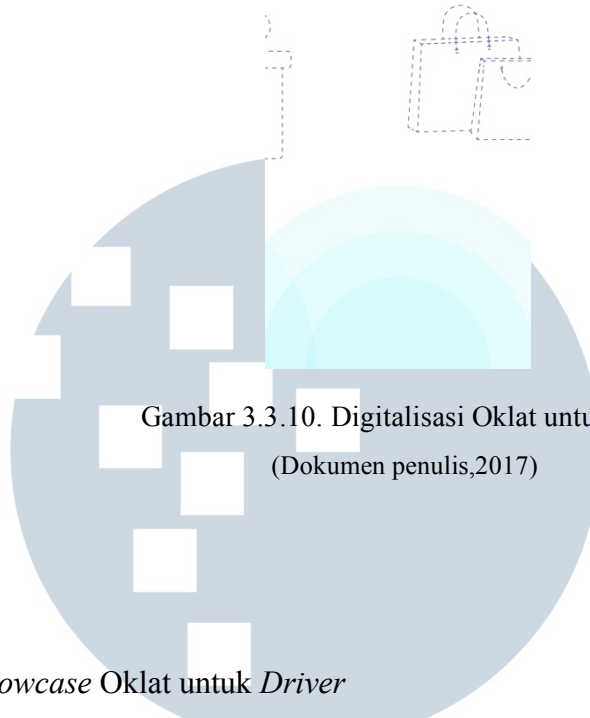 Gambar 3.3.10. Digitalisasi Oklat untu
(Dokumen penulis,2017)
owcase Oklat untuk Driver